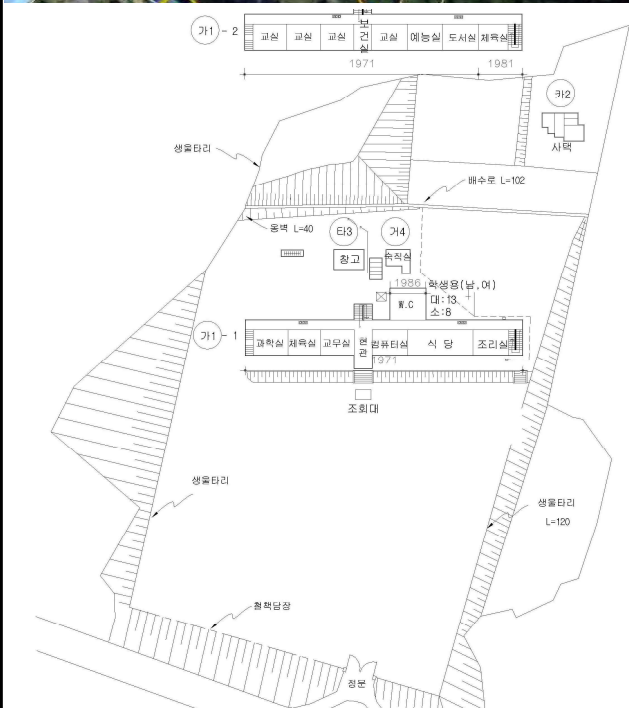 가1 - 2
교실 교실 교실 보건실 교실 예능실 도서실 체육실
1971 1981
카2
사택
생울타리
배수로 L=102
옹벽 L=40
타3 거4
창고 숙직실
1986 학생용(남,여)
W.C 대:13
소:8
가1 - 1
과학실 체육실 교무실 현관 컴퓨터실 식 당 조리실
1971
조회대
생울타리
생울타리
L=120
철책담장
정문